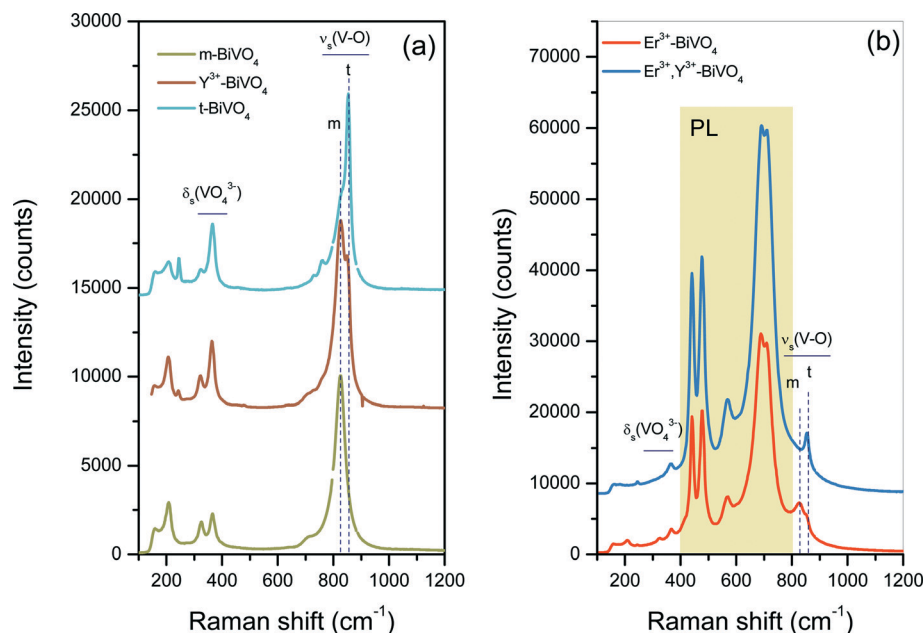 (a)
m-BiVO₄
Y³⁺-BiVO₄
t-BiVO₄
νₛ(V-O)
t
m
δₛ(VO₄³⁻)
30000
25000
20000
15000
10000
5000
0
Intensity (counts)
200 400 600 800 1000 1200
Raman shift (cm⁻¹)
(b)
Er³⁺-BiVO₄
Er³⁺,Y³⁺-BiVO₄
PL
νₛ(V-O)
m t
δₛ(VO₄³⁻)
70000
60000
50000
40000
30000
20000
10000
0
Intensity (counts)
200 400 600 800 1000 1200
Raman shift (cm⁻¹)